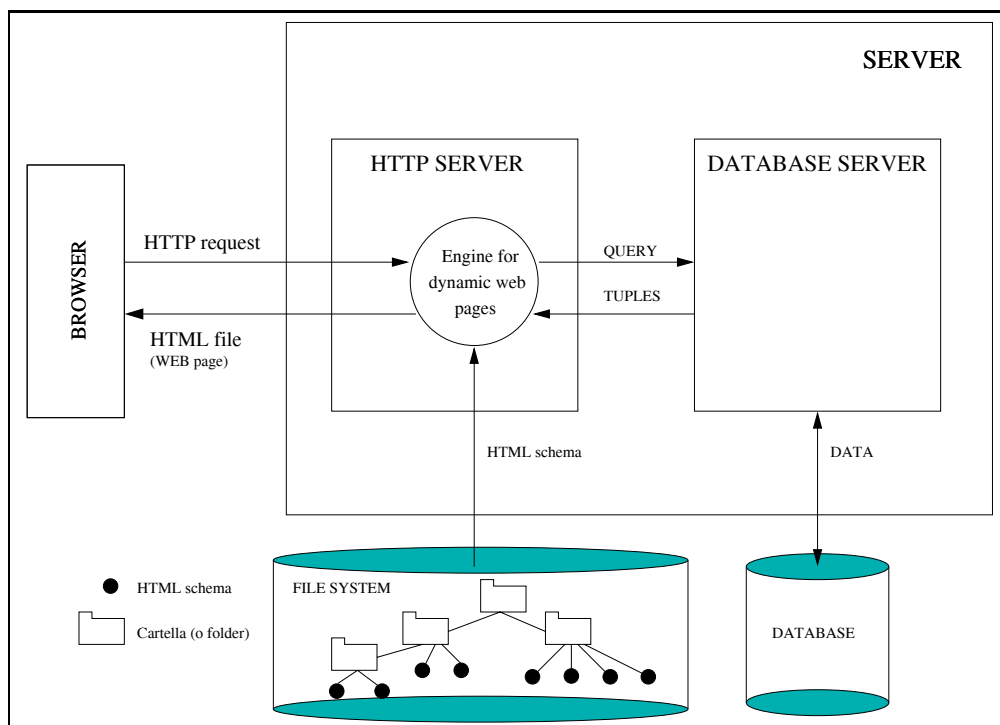 SERVER
HTTP SERVER
DATABASE SERVER
BROWSER
HTTP request
Engine for
dynamic web
pages
QUERY
TUPLES
HTML file
(WEB page)
HTML schema
DATA
HTML schema
Cartella (o folder)
FILE SYSTEM
DATABASE